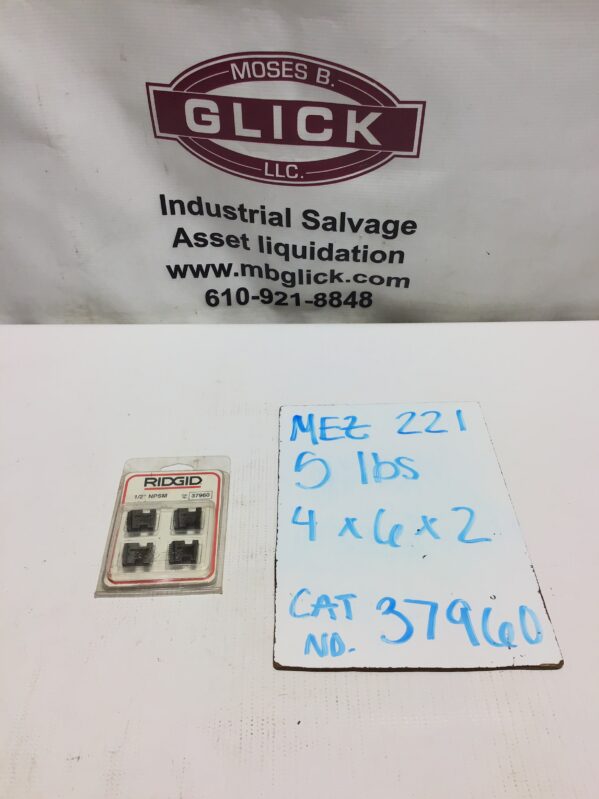 MOSES B.
GLICK
LLC.
Industrial Salvage
Asset liquidation
www.mbglick.com
610-921-8848
RIDGID
1/2" NPSM 37960
MEZ 221
5 lbs
4 x 6 x 2
CAT NO. 37960